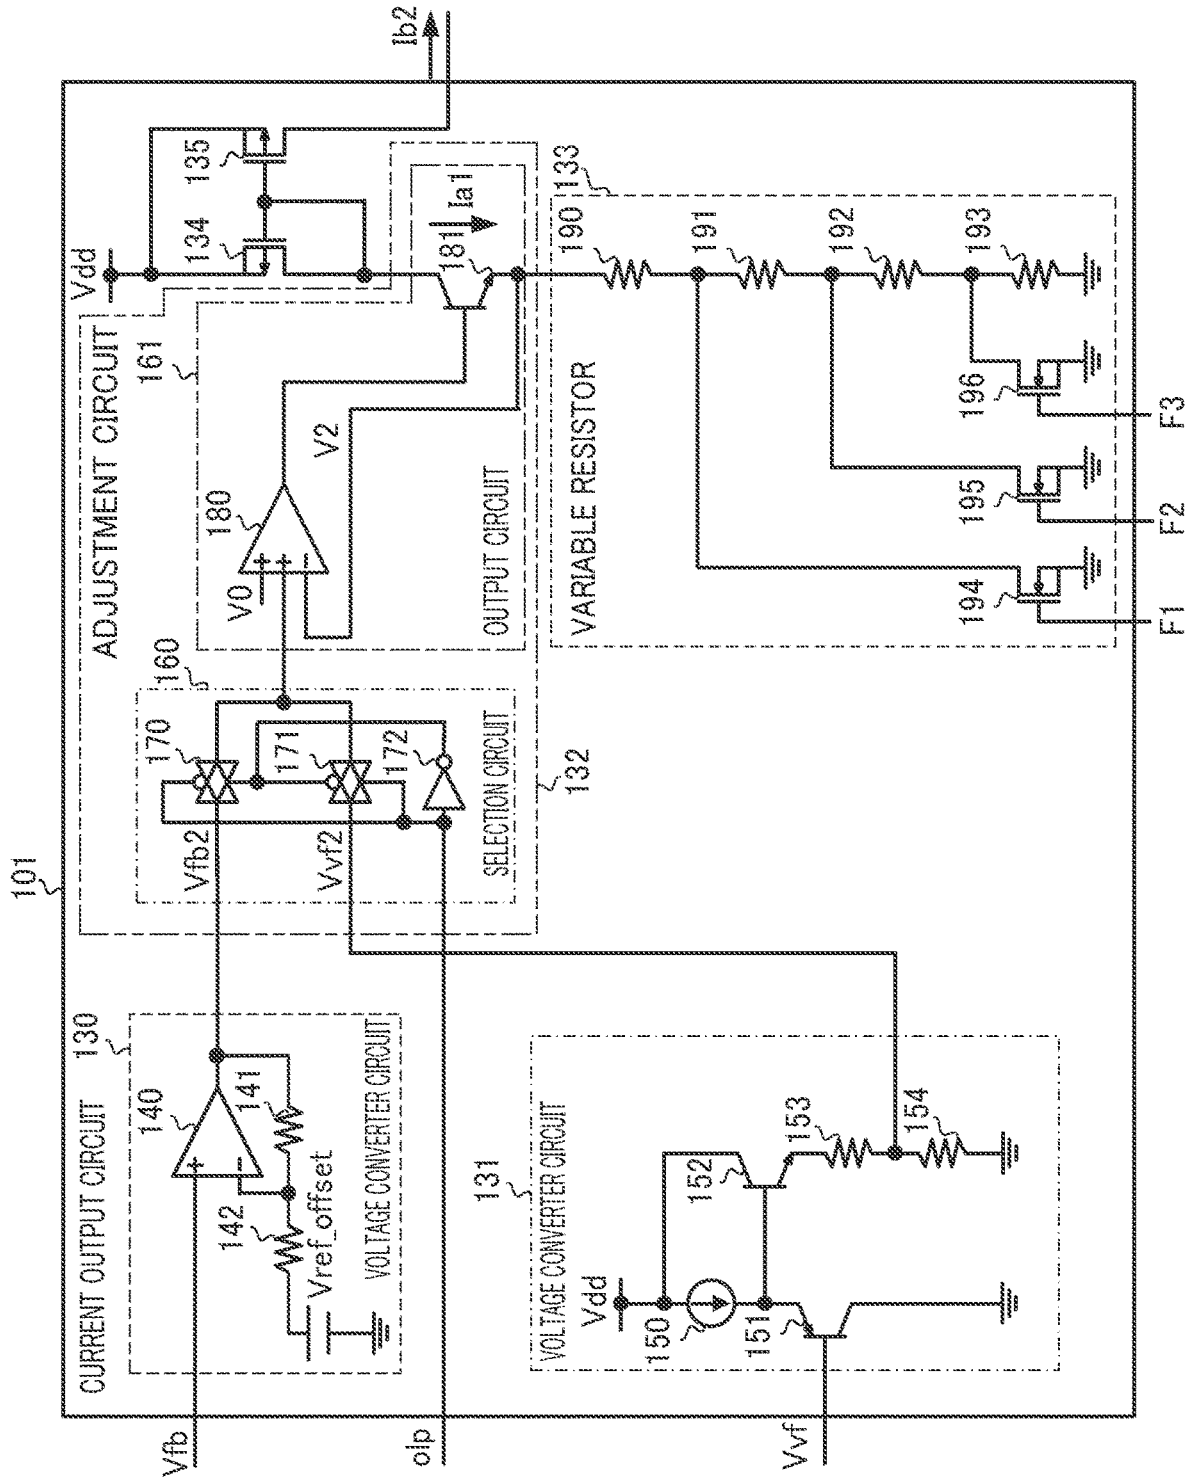 101
CURRENT OUTPUT CIRCUIT
130
140
141
142
Vref_offset
VOLTAGE CONVERTER CIRCUIT
Vfb
olp
Vvf
131
VOLTAGE CONVERTER CIRCUIT
Vdd
150
151
152
153
154
ADJUSTMENT CIRCUIT
132
160
Vfb2
170
Vvf2
171
172
SELECTION CIRCUIT
161
V0
180
V2
181
Ia1
OUTPUT CIRCUIT
Vdd
134
135
Ib2
133
VARIABLE RESISTOR
190
191
192
193
194
195
196
F1
F2
F3